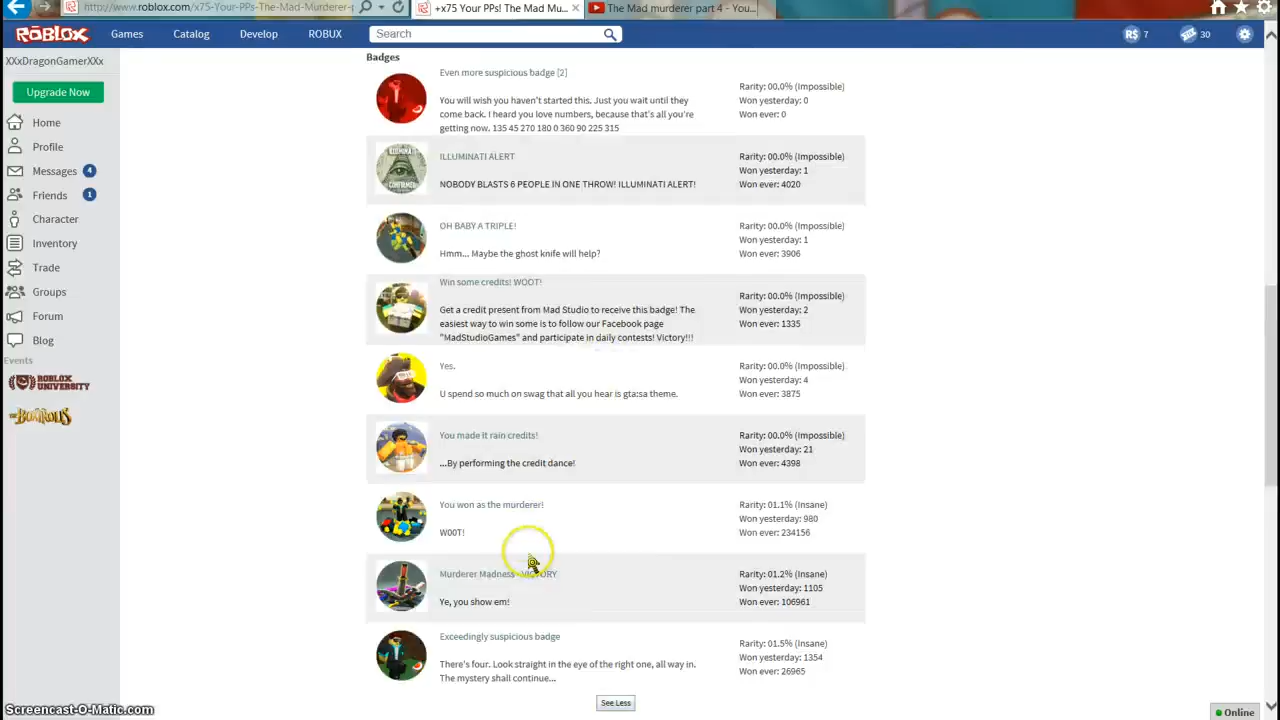 http://www.roblox.com/x75-Your-PPs-The-Mad-Murderer-p
+x75 Your PPs! The Mad Mu...
The Mad murderer part 4 - You...
ROBLOX
Games
Catalog
Develop
ROBUX
Search
7
30
XXxDragonGamerXXx
Upgrade Now
Home
Profile
Messages 4
Friends 1
Character
Inventory
Trade
Groups
Forum
Blog
Events
ROBLOX
UNIVERSITY
THE BOXTROLLS
Badges
Even more suspicious badge [2]
You will wish you haven't started this. Just you wait until they
come back. I heard you love numbers, because that's all you're
getting now. 135 45 270 180 0 360 90 225 315
Rarity: 00.0% (Impossible)
Won yesterday: 0
Won ever: 0
ILLUMINATI
CONFIRMED
ILLUMINATI ALERT
NOBODY BLASTS 6 PEOPLE IN ONE THROW! ILLUMINATI ALERT!
Rarity: 00.0% (Impossible)
Won yesterday: 1
Won ever: 4020
OH BABY A TRIPLE!
Hmm... Maybe the ghost knife will help?
Rarity: 00.0% (Impossible)
Won yesterday: 1
Won ever: 3906
Win some credits! WOOT!
Get a credit present from Mad Studio to receive this badge! The
easiest way to win some is to follow our Facebook page
"MadStudioGames" and participate in daily contests! Victory!!!
Rarity: 00.0% (Impossible)
Won yesterday: 2
Won ever: 1335
Yes.
U spend so much on swag that all you hear is gta:sa theme.
Rarity: 00.0% (Impossible)
Won yesterday: 4
Won ever: 3875
You made it rain credits!
...By performing the credit dance!
Rarity: 00.0% (Impossible)
Won yesterday: 21
Won ever: 4398
You won as the murderer!
W00T!
Rarity: 01.1% (Insane)
Won yesterday: 980
Won ever: 234156
Murderer Madness - VICTORY
Ye, you show em!
Rarity: 01.2% (Insane)
Won yesterday: 1105
Won ever: 106961
Exceedingly suspicious badge
There's four. Look straight in the eye of the right one, all way in.
The mystery shall continue...
Rarity: 01.5% (Insane)
Won yesterday: 1354
Won ever: 26965
See Less
Screencast-O-Matic.com
Online